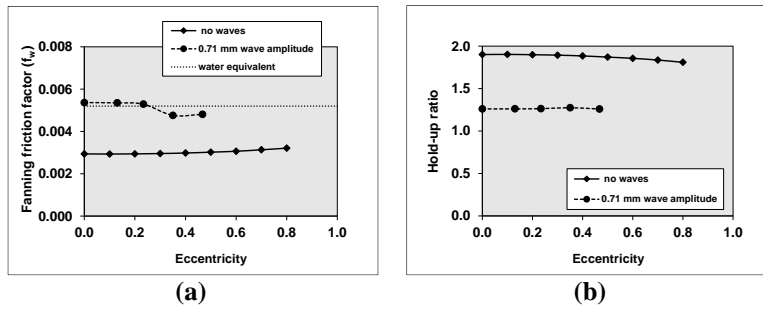 no waves
0.71 mm wave amplitude
water equivalent
Fanning friction factor (fw)
0.008
0.006
0.004
0.002
0.000
0.0 0.2 0.4 0.6 0.8 1.0
Eccentricity
(a)
Hold-up ratio
2.0
1.5
1.0
0.5
0.0
no waves
0.71 mm wave amplitude
0.0 0.2 0.4 0.6 0.8 1.0
Eccentricity
(b)